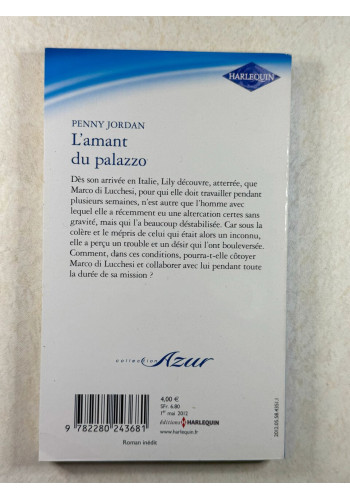 HARLEQUIN
PENNY JORDAN
L'amant
du palazzo
Dès son arrivée en Italie, Lily découvre, atterrée, que
Marco di Lucchesi, pour qui elle doit travailler pendant
plusieurs semaines, n'est autre que l'homme avec
lequel elle a récemment eu une altercation certes sans
gravité, mais qui l'a beaucoup déstabilisée. Car sous la
colère et le mépris de celui qui était alors un inconnu,
elle a perçu un trouble et un désir qui l'ont bouleversée.
Comment, dans ces conditions, pourra-t-elle côtoyer
Marco di Lucchesi et collaborer avec lui pendant toute
la durée de sa mission ?
collection Azur
4,00 €
SFr. 6.80
1er mai 2012
éditions HARLEQUIN
www.harlequin.fr
9 782280 243681
Roman inédit